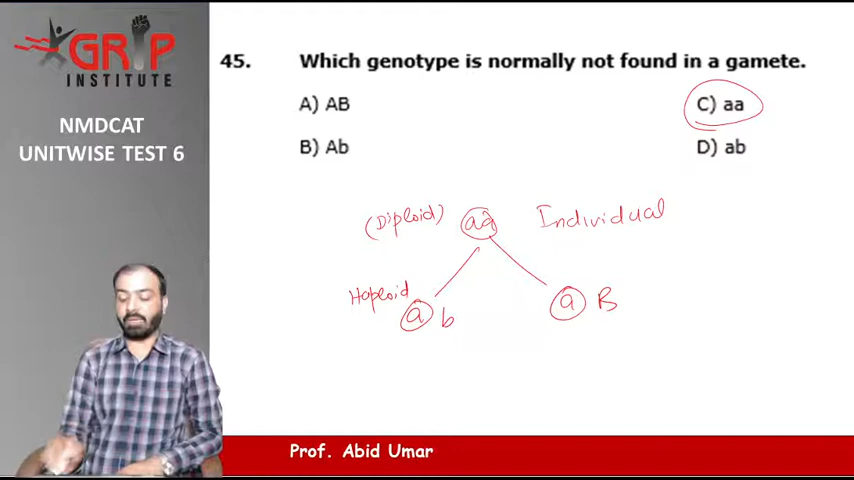 GRIP
INSTITUTE
NMDCAT
UNITWISE TEST 6
45. Which genotype is normally not found in a gamete.
A) AB
C) aa
B) Ab
D) ab
(Diploid) aa Individual
Haploid a b a B
Prof. Abid Umar